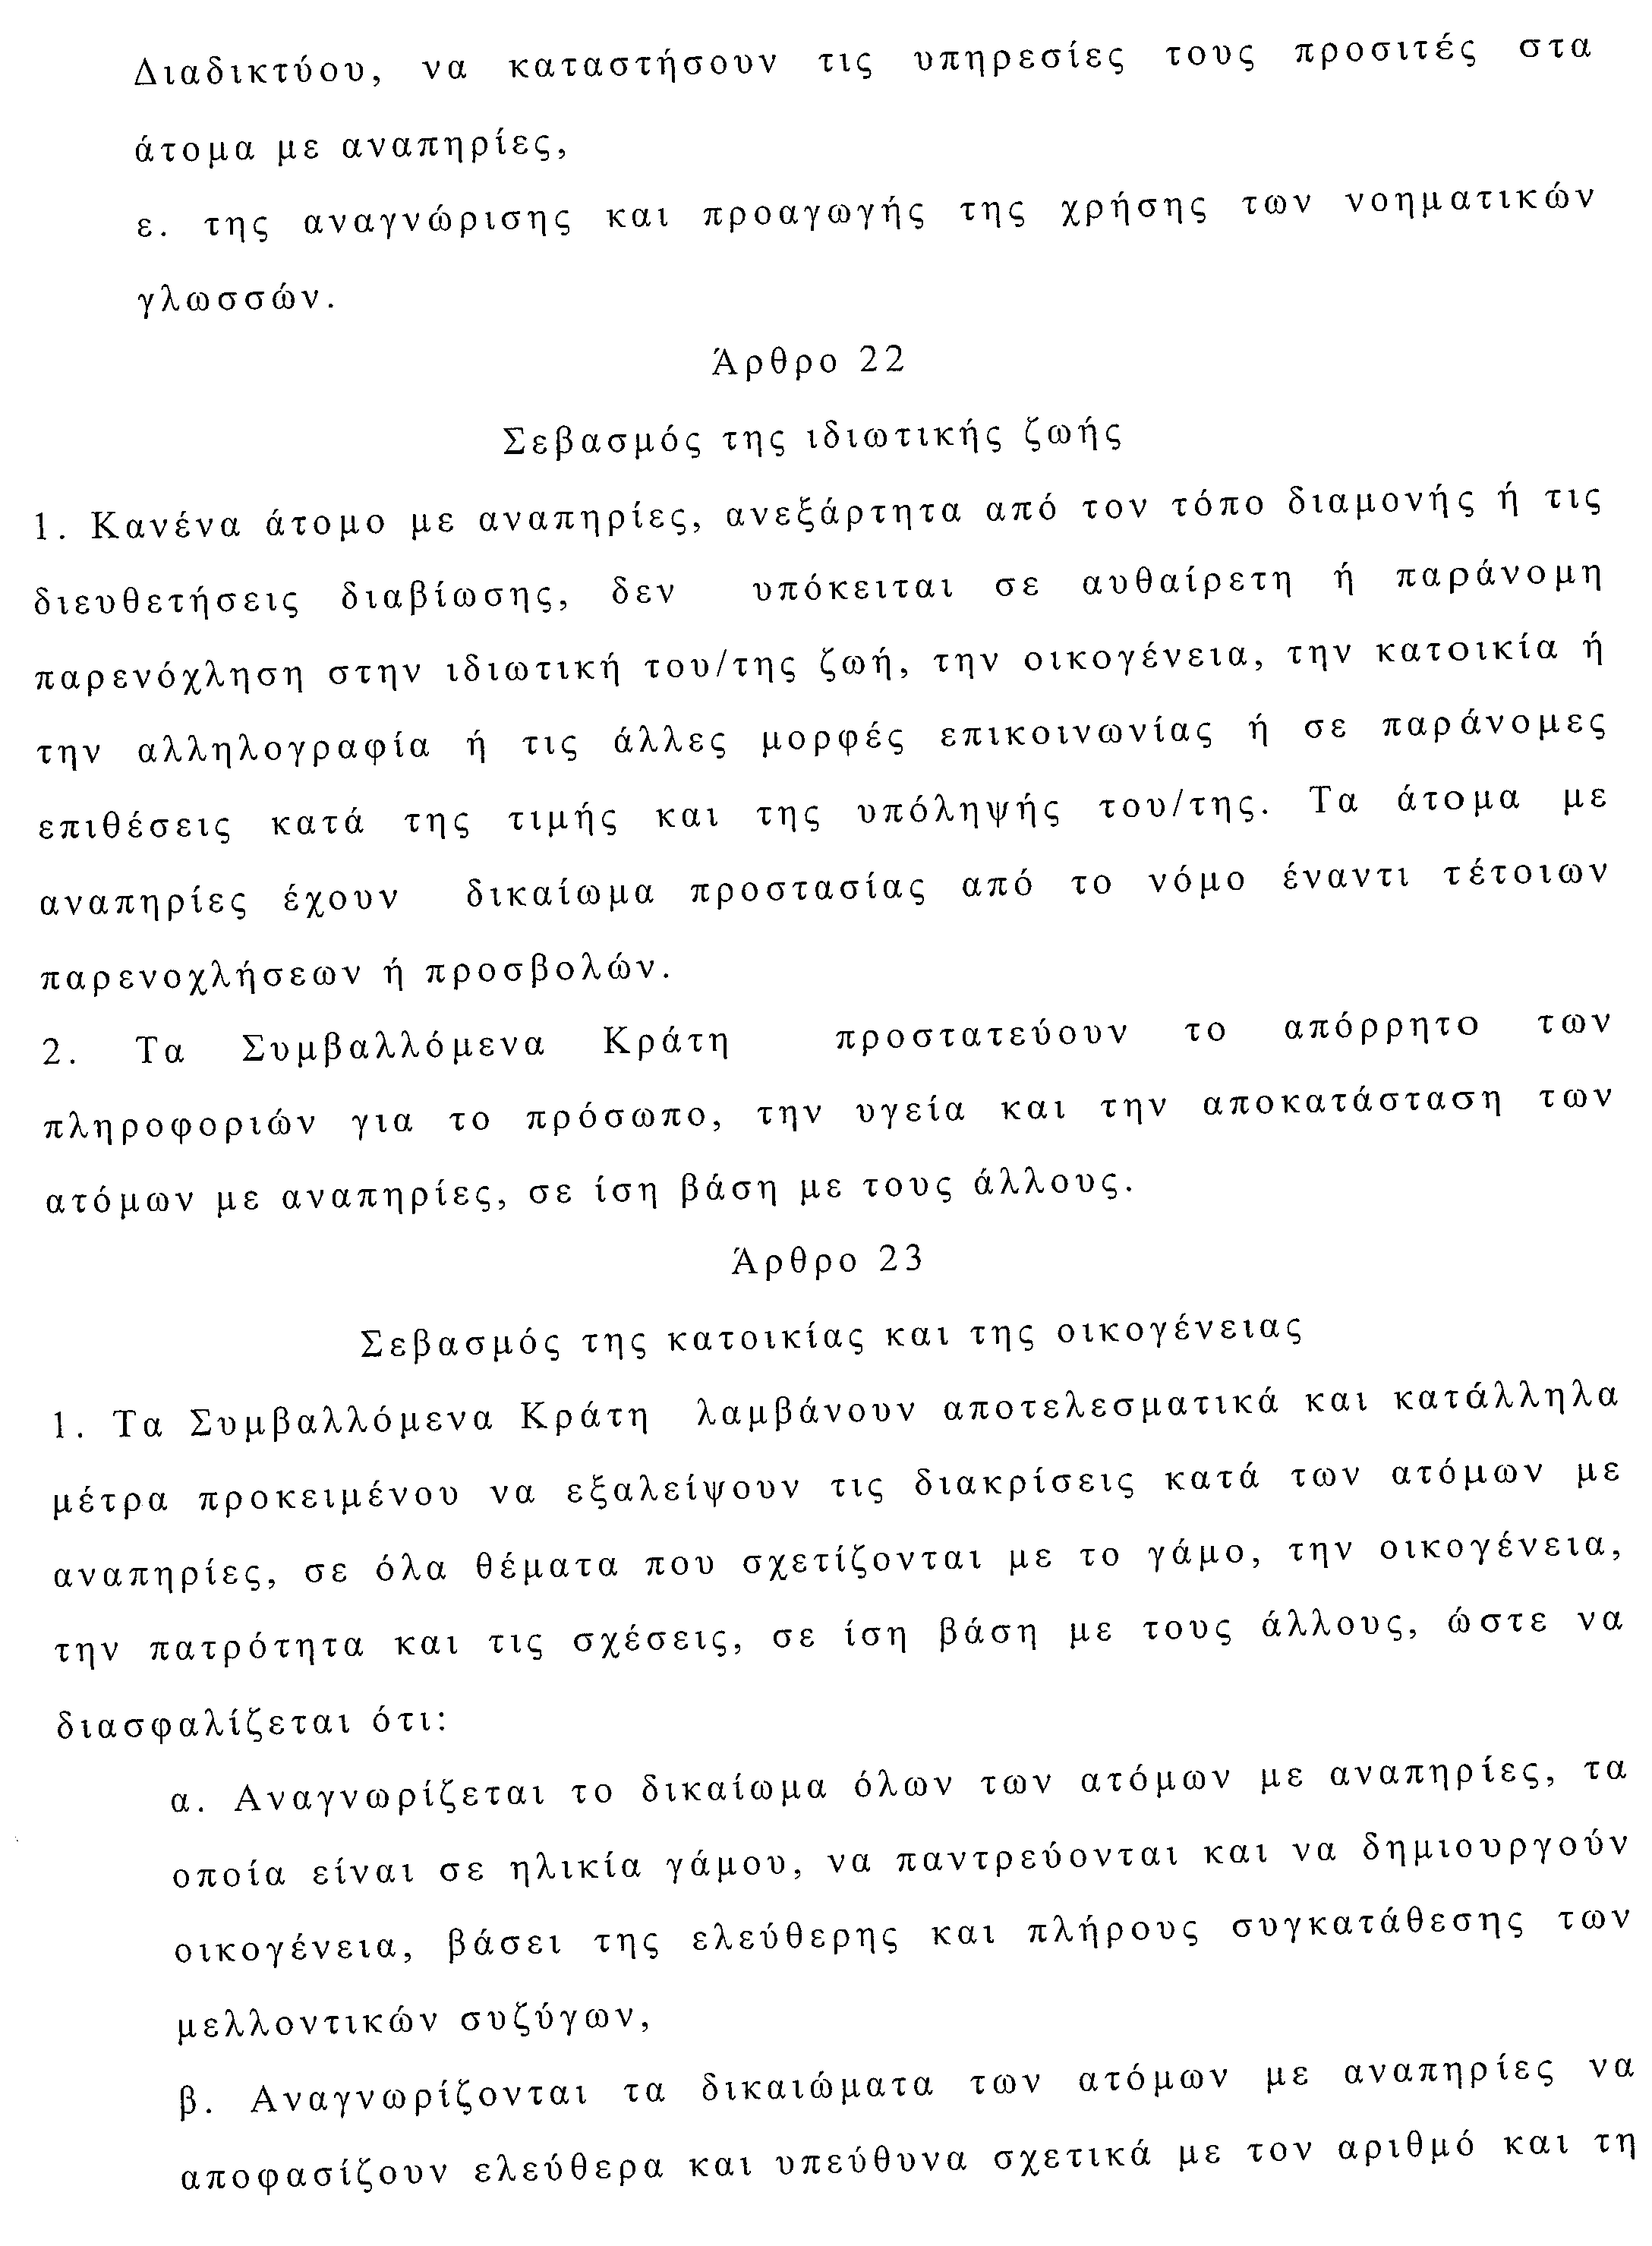 Διαδικτύου, να καταστήσουν τις υπηρεσίες τους προσιτές στα
άτομα με αναπηρίες,
ε. της αναγνώρισης και προαγωγής της χρήσης των νοηματικών
γλωσσών.
Άρθρο 22
Σεβασμός της ιδιωτικής ζωής
1. Κανένα άτομο με αναπηρίες, ανεξάρτητα από τον τόπο διαμονής ή τις
διευθετήσεις διαβίωσης, δεν υπόκειται σε αυθαίρετη ή παράνομη
παρενόχληση στην ιδιωτική του/της ζωή, την οικογένεια, την κατοικία ή
την αλληλογραφία ή τις άλλες μορφές επικοινωνίας ή σε παράνομες
επιθέσεις κατά της τιμής και της υπόληψής του/της. Τα άτομα με
αναπηρίες έχουν δικαίωμα προστασίας από το νόμο έναντι τέτοιων
παρενοχλήσεων ή προσβολών.
2. Τα Συμβαλλόμενα Κράτη προστατεύουν το απόρρητο των
πληροφοριών για το πρόσωπο, την υγεία και την αποκατάσταση των
ατόμων με αναπηρίες, σε ίση βάση με τους άλλους.
Άρθρο 23
Σεβασμός της κατοικίας και της οικογένειας
1. Τα Συμβαλλόμενα Κράτη λαμβάνουν αποτελεσματικά και κατάλληλα
μέτρα προκειμένου να εξαλείψουν τις διακρίσεις κατά των ατόμων με
αναπηρίες, σε όλα θέματα που σχετίζονται με το γάμο, την οικογένεια,
την πατρότητα και τις σχέσεις, σε ίση βάση με τους άλλους, ώστε να
διασφαλίζεται ότι:
α. Αναγνωρίζεται το δικαίωμα όλων των ατόμων με αναπηρίες, τα
οποία είναι σε ηλικία γάμου, να παντρεύονται και να δημιουργούν
οικογένεια, βάσει της ελεύθερης και πλήρους συγκατάθεσης των
μελλοντικών συζύγων,
β. Αναγνωρίζονται τα δικαιώματα των ατόμων με αναπηρίες να
αποφασίζουν ελεύθερα και υπεύθυνα σχετικά με τον αριθμό και τη